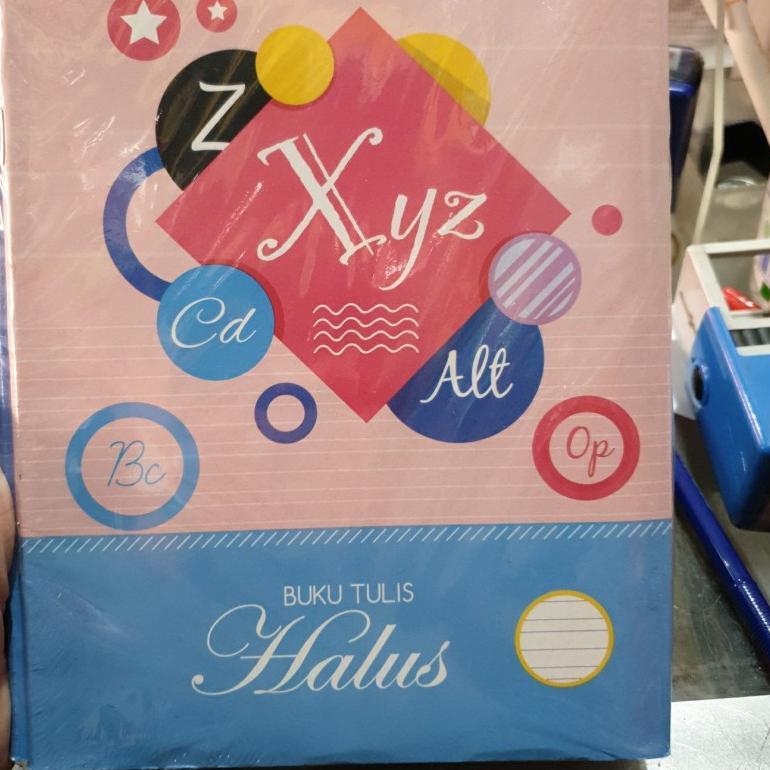 Z
Xyz
Cd
Alt
Bc
Op
BUKU TULIS
Halus